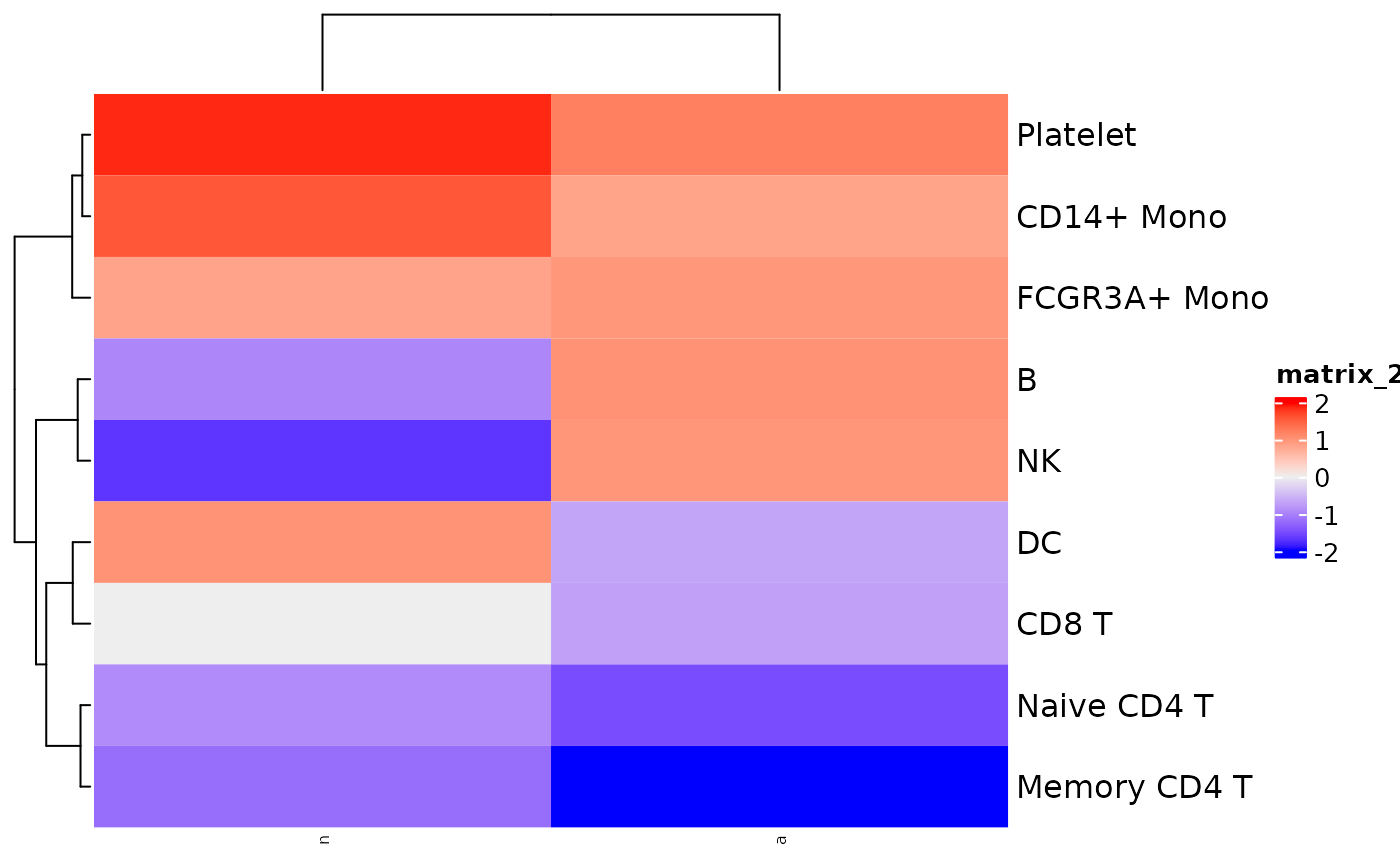 Platelet
CD14+ Mono
FCGR3A+ Mono
B
NK
DC
CD8 T
Naive CD4 T
Memory CD4 T
matrix_2
2
1
0
-1
-2
n
a